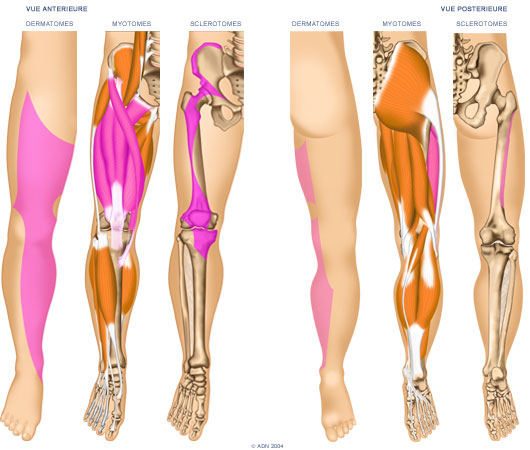 VUE ANTERIEURE
VUE POSTERIEURE
DERMATOMES
MYOTOMES
SCLEROTOMES
DERMATOMES
MYOTOMES
SCLEROTOMES
© ADN 2004